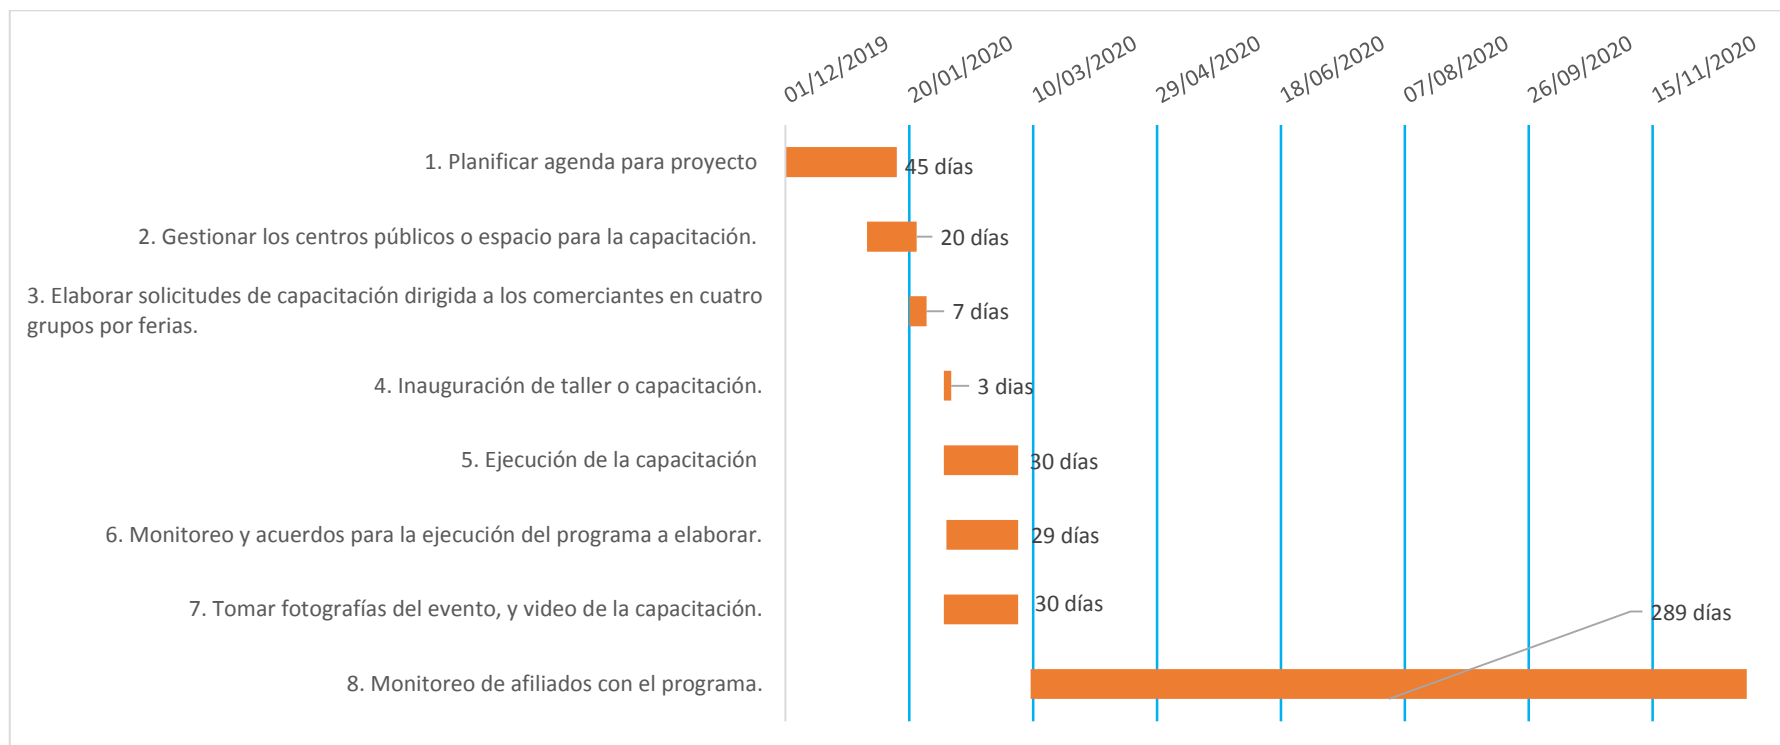 01/12/2019
20/01/2020
10/03/2020
29/04/2020
18/06/2020
07/08/2020
26/09/2020
15/11/2020
1. Planificar agenda para proyecto
45 días
2. Gestionar los centros públicos o espacio para la capacitación.
20 días
3. Elaborar solicitudes de capacitación dirigida a los comerciantes en cuatro
grupos por ferias.
7 días
4. Inauguración de taller o capacitación.
3 dias
5. Ejecución de la capacitación
30 días
6. Monitoreo y acuerdos para la ejecución del programa a elaborar.
29 días
7. Tomar fotografías del evento, y video de la capacitación.
30 días
289 días
8. Monitoreo de afiliados con el programa.